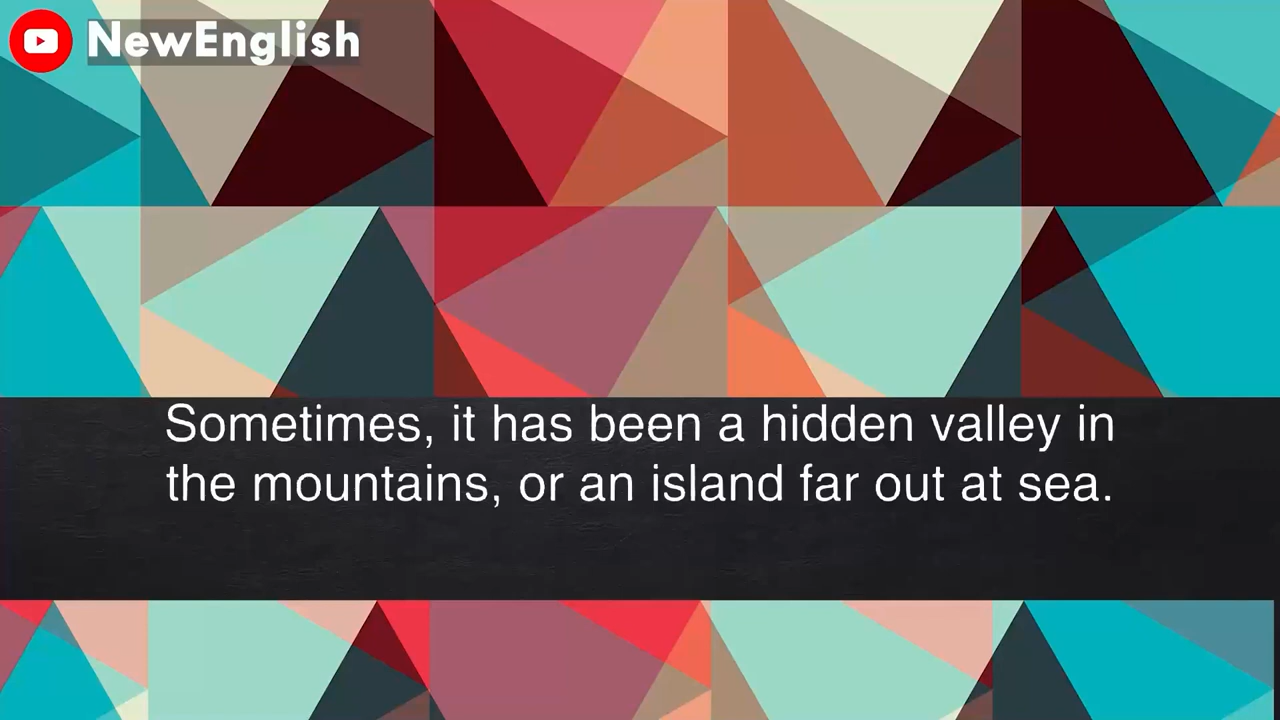 NewEnglish
Sometimes, it has been a hidden valley in
the mountains, or an island far out at sea.